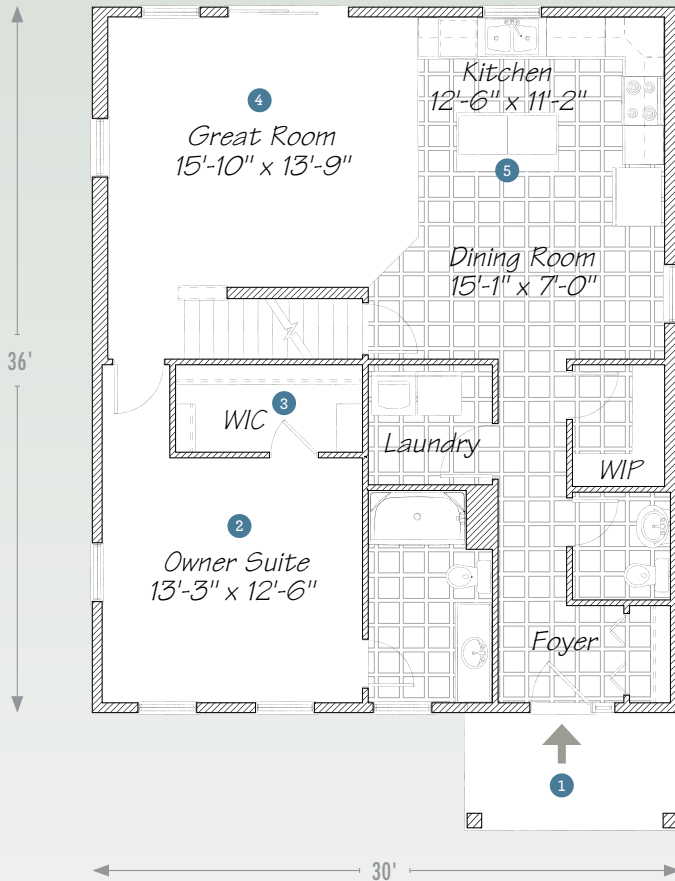 Kitchen
12'-6" x 11'-2"
4
Great Room
15'-10" x 13'-9"
5
Dining Room
15'-1" x 7'-0"
36'
3
WIC
Laundry
WIP
2
Owner Suite
13'-3" x 12'-6"
Foyer
1
30'